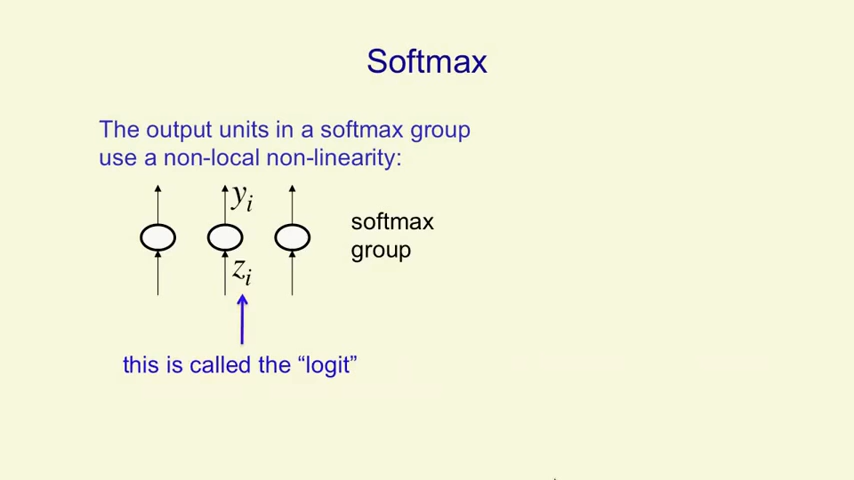 Softmax
The output units in a softmax group
use a non-local non-linearity:
yᵢ
softmax
group
zᵢ
this is called the “logit”